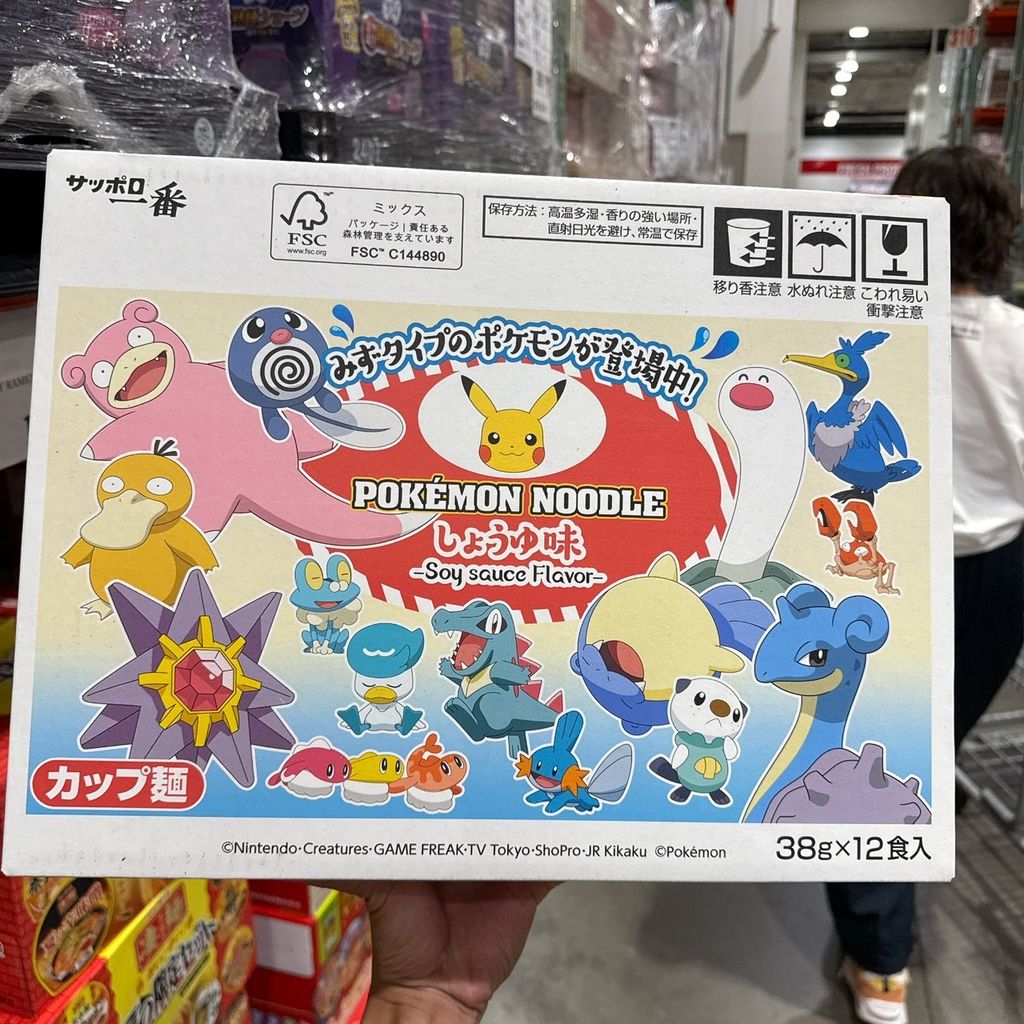 サッポロ一番
FSC™
www.fsc.org
ミックス
パッケージ｜責任ある
森林管理を支えています
FSC™ C144890
保存方法：高温多湿・香りの強い場所・
直射日光を避け、常温で保存
移り香注意
水ぬれ注意
こわれ易い
衝撃注意
みずタイプのポケモンが登場中！
POKÉMON NOODLE
しょうゆ味
-Soy sauce Flavor-
カップ麺
©Nintendo・Creatures・GAME FREAK・TV Tokyo・ShoPro・JR Kikaku ©Pokémon
38g×12食入